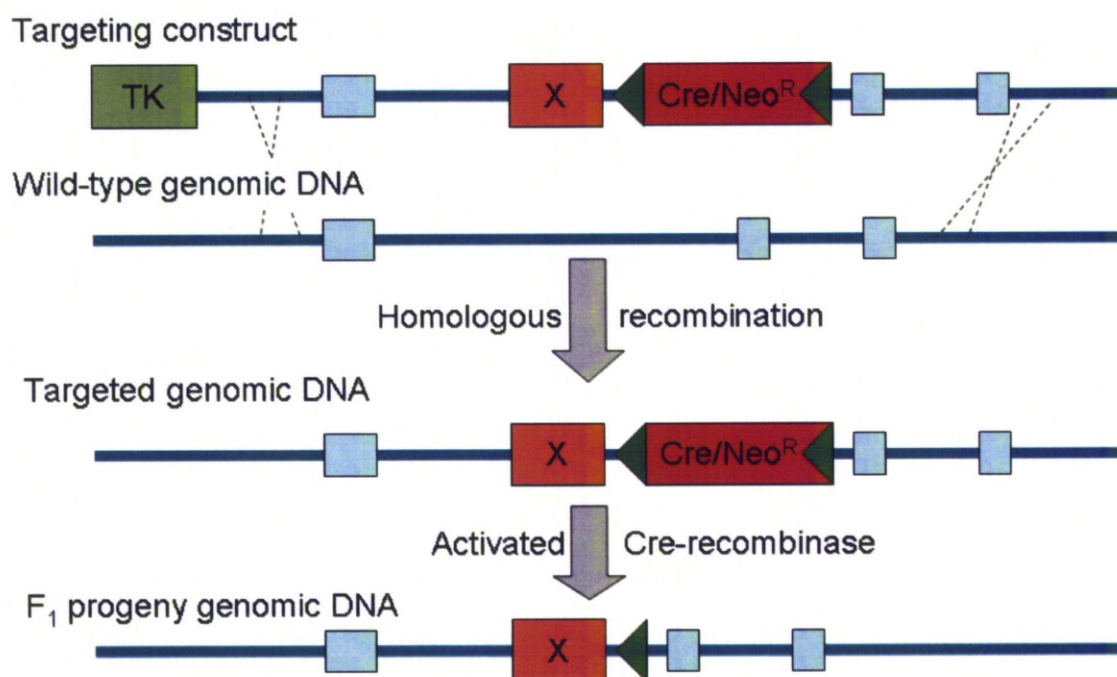 Targeting construct
TK X Cre/Neo^R
Wild-type genomic DNA
Homologous recombination
Targeted genomic DNA
X Cre/Neo^R
Activated Cre-recombinase
F₁ progeny genomic DNA
X